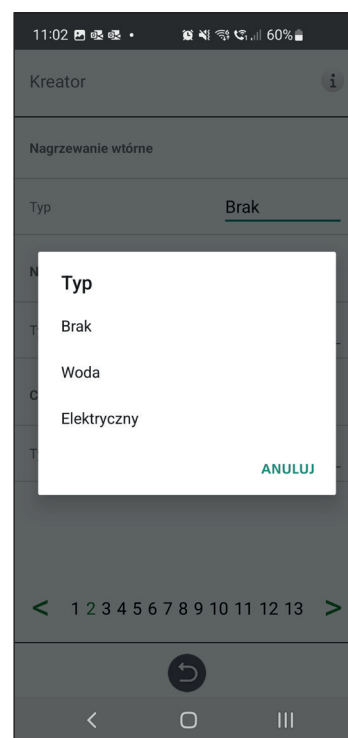 11:02 60%
Kreator i
Nagrzewanie wtórne
Typ Brak
N
Typ
T
Brak
Woda
C
Elektryczny
T
ANULUJ
< 1 2 3 4 5 6 7 8 9 10 11 12 13 >